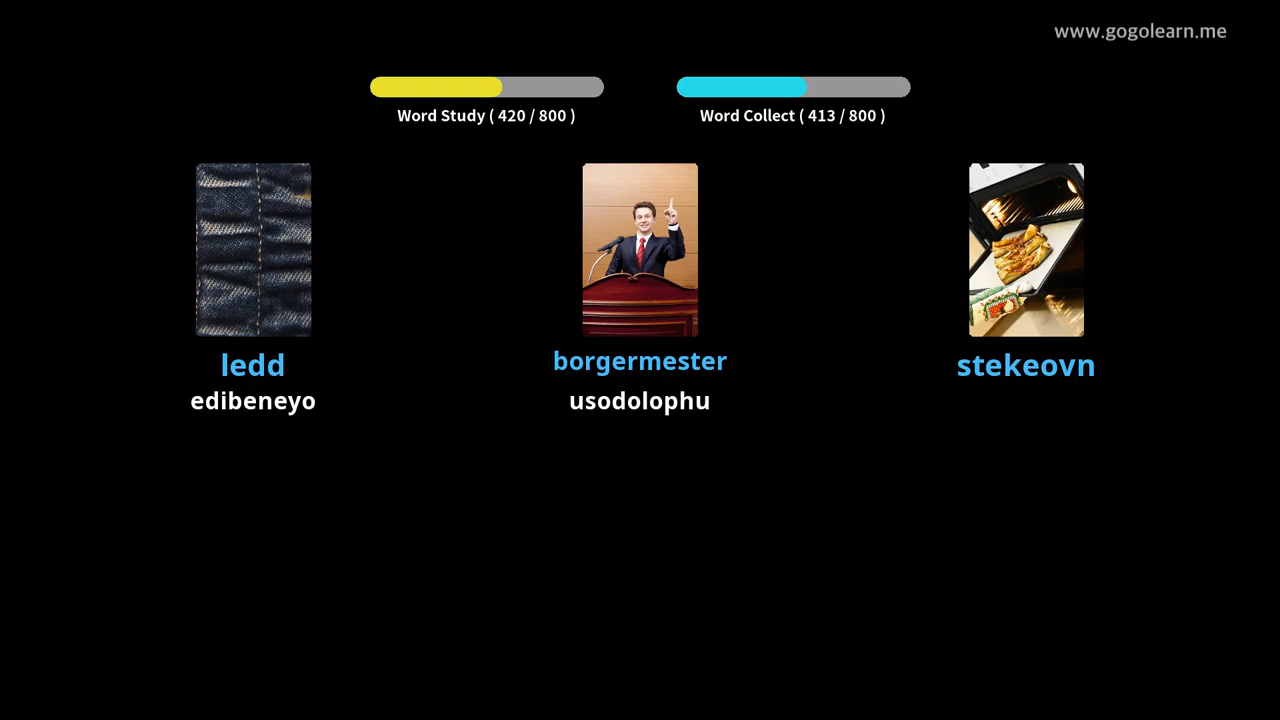 www.gogolearn.me
Word Study ( 420 / 800 )
Word Collect ( 413 / 800 )
ledd
edibeneyo
borgermester
usodolophu
stekeovn